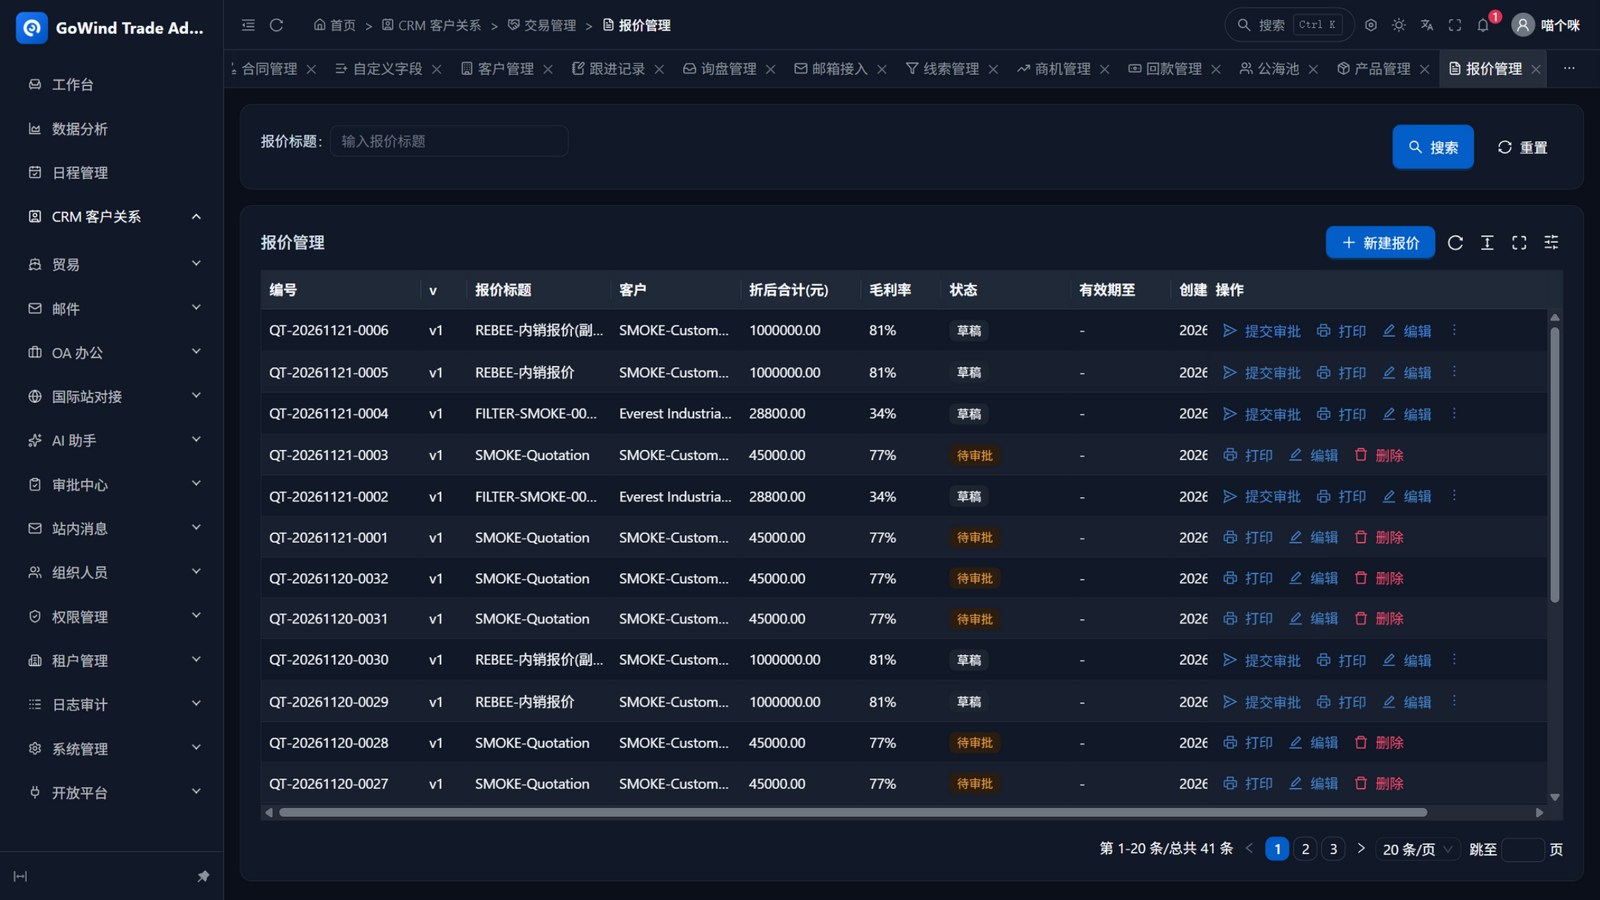 GoWind Trade Ad...
首页 > CRM 客户关系 > 交易管理 > 报价管理
搜索 Ctrl K
1
喵个咪
合同管理 自定义字段 客户管理 跟进记录 询盘管理 邮箱接入 线索管理 商机管理 回款管理 公海池 产品管理 报价管理 ...
工作台
数据分析
日程管理
CRM 客户关系
贸易
邮件
OA 办公
国际站对接
AI 助手
审批中心
站内消息
组织人员
权限管理
租户管理
日志审计
系统管理
开放平台
报价标题: 输入报价标题 搜索 重置
报价管理 + 新建报价
编号 v 报价标题 客户 折后合计(元) 毛利率 状态 有效期至 创建 操作
QT-20261121-0006 v1 REBEE-内销报价(副... SMOKE-Custom... 1000000.00 81% 草稿 - 2026 提交审批 打印 编辑
QT-20261121-0005 v1 REBEE-内销报价 SMOKE-Custom... 1000000.00 81% 草稿 - 2026 提交审批 打印 编辑
QT-20261121-0004 v1 FILTER-SMOKE-00... Everest Industria... 28800.00 34% 草稿 - 2026 提交审批 打印 编辑
QT-20261121-0003 v1 SMOKE-Quotation SMOKE-Custom... 45000.00 77% 待审批 - 2026 打印 编辑 删除
QT-20261121-0002 v1 FILTER-SMOKE-00... Everest Industria... 28800.00 34% 草稿 - 2026 提交审批 打印 编辑
QT-20261121-0001 v1 SMOKE-Quotation SMOKE-Custom... 45000.00 77% 待审批 - 2026 打印 编辑 删除
QT-20261120-0032 v1 SMOKE-Quotation SMOKE-Custom... 45000.00 77% 待审批 - 2026 打印 编辑 删除
QT-20261120-0031 v1 SMOKE-Quotation SMOKE-Custom... 45000.00 77% 待审批 - 2026 打印 编辑 删除
QT-20261120-0030 v1 REBEE-内销报价(副... SMOKE-Custom... 1000000.00 81% 草稿 - 2026 提交审批 打印 编辑
QT-20261120-0029 v1 REBEE-内销报价 SMOKE-Custom... 1000000.00 81% 草稿 - 2026 提交审批 打印 编辑
QT-20261120-0028 v1 SMOKE-Quotation SMOKE-Custom... 45000.00 77% 待审批 - 2026 打印 编辑 删除
QT-20261120-0027 v1 SMOKE-Quotation SMOKE-Custom... 45000.00 77% 待审批 - 2026 打印 编辑 删除
第 1-20 条/总共 41 条 < 1 2 3 > 20 条/页 跳至 页